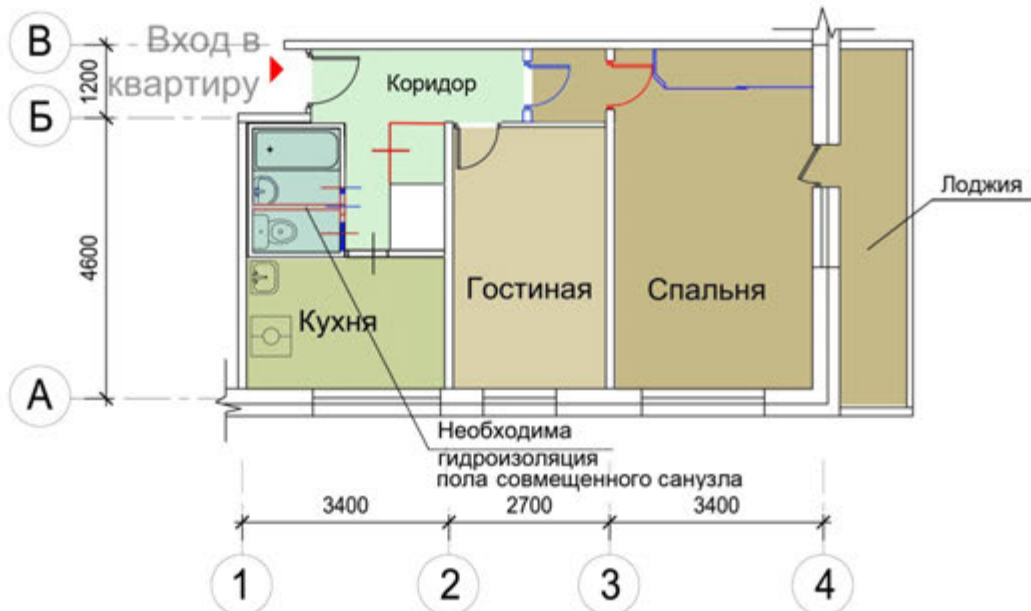 В
Вход в
квартиру
1200
Коридор
Б
Лоджия
4600
Гостиная
Спальня
Кухня
А
Необходима
гидроизоляция
пола совмещенного санузла
3400
2700
3400
1
2
3
4